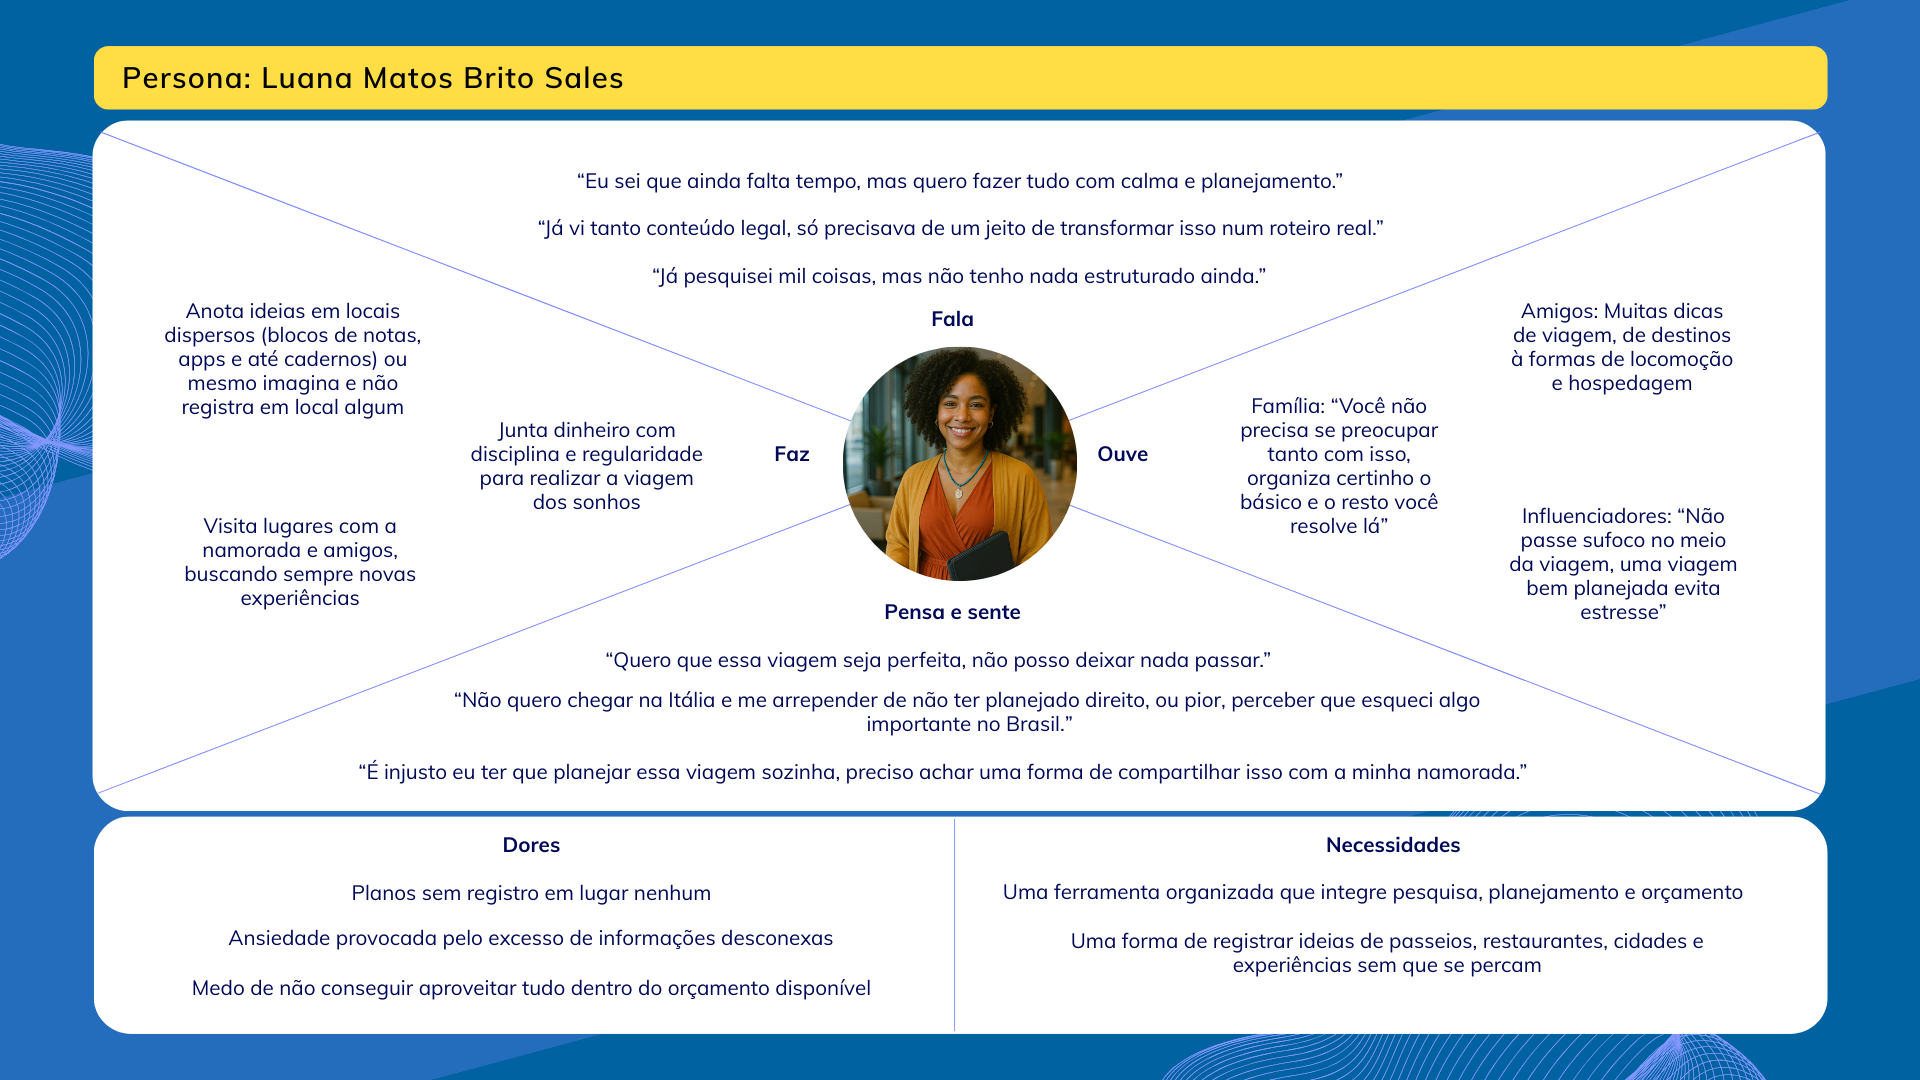 Persona: Luana Matos Brito Sales
“Eu sei que ainda falta tempo, mas quero fazer tudo com calma e planejamento.”
“Já vi tanto conteúdo legal, só precisava de um jeito de transformar isso num roteiro real.”
“Já pesquisei mil coisas, mas não tenho nada estruturado ainda.”
Fala
Anota ideias em locais
dispersos (blocos de notas,
apps e até cadernos) ou
mesmo imagina e não
registra em local algum
Visita lugares com a
namorada e amigos,
buscando sempre novas
experiências
Junta dinheiro com
disciplina e regularidade
para realizar a viagem
dos sonhos
Faz
Ouve
Família: “Você não
precisa se preocupar
tanto com isso,
organiza certinho o
básico e o resto você
resolve lá”
Amigos: Muitas dicas
de viagem, de destinos
à formas de locomoção
e hospedagem
Influenciadores: “Não
passe sufoco no meio
da viagem, uma viagem
bem planejada evita
estresse”
Pensa e sente
“Quero que essa viagem seja perfeita, não posso deixar nada passar.”
“Não quero chegar na Itália e me arrepender de não ter planejado direito, ou pior, perceber que esqueci algo
importante no Brasil.”
“É injusto eu ter que planejar essa viagem sozinha, preciso achar uma forma de compartilhar isso com a minha namorada.”
Dores
Planos sem registro em lugar nenhum
Ansiedade provocada pelo excesso de informações desconexas
Medo de não conseguir aproveitar tudo dentro do orçamento disponível
Necessidades
Uma ferramenta organizada que integre pesquisa, planejamento e orçamento
Uma forma de registrar ideias de passeios, restaurantes, cidades e
experiências sem que se percam